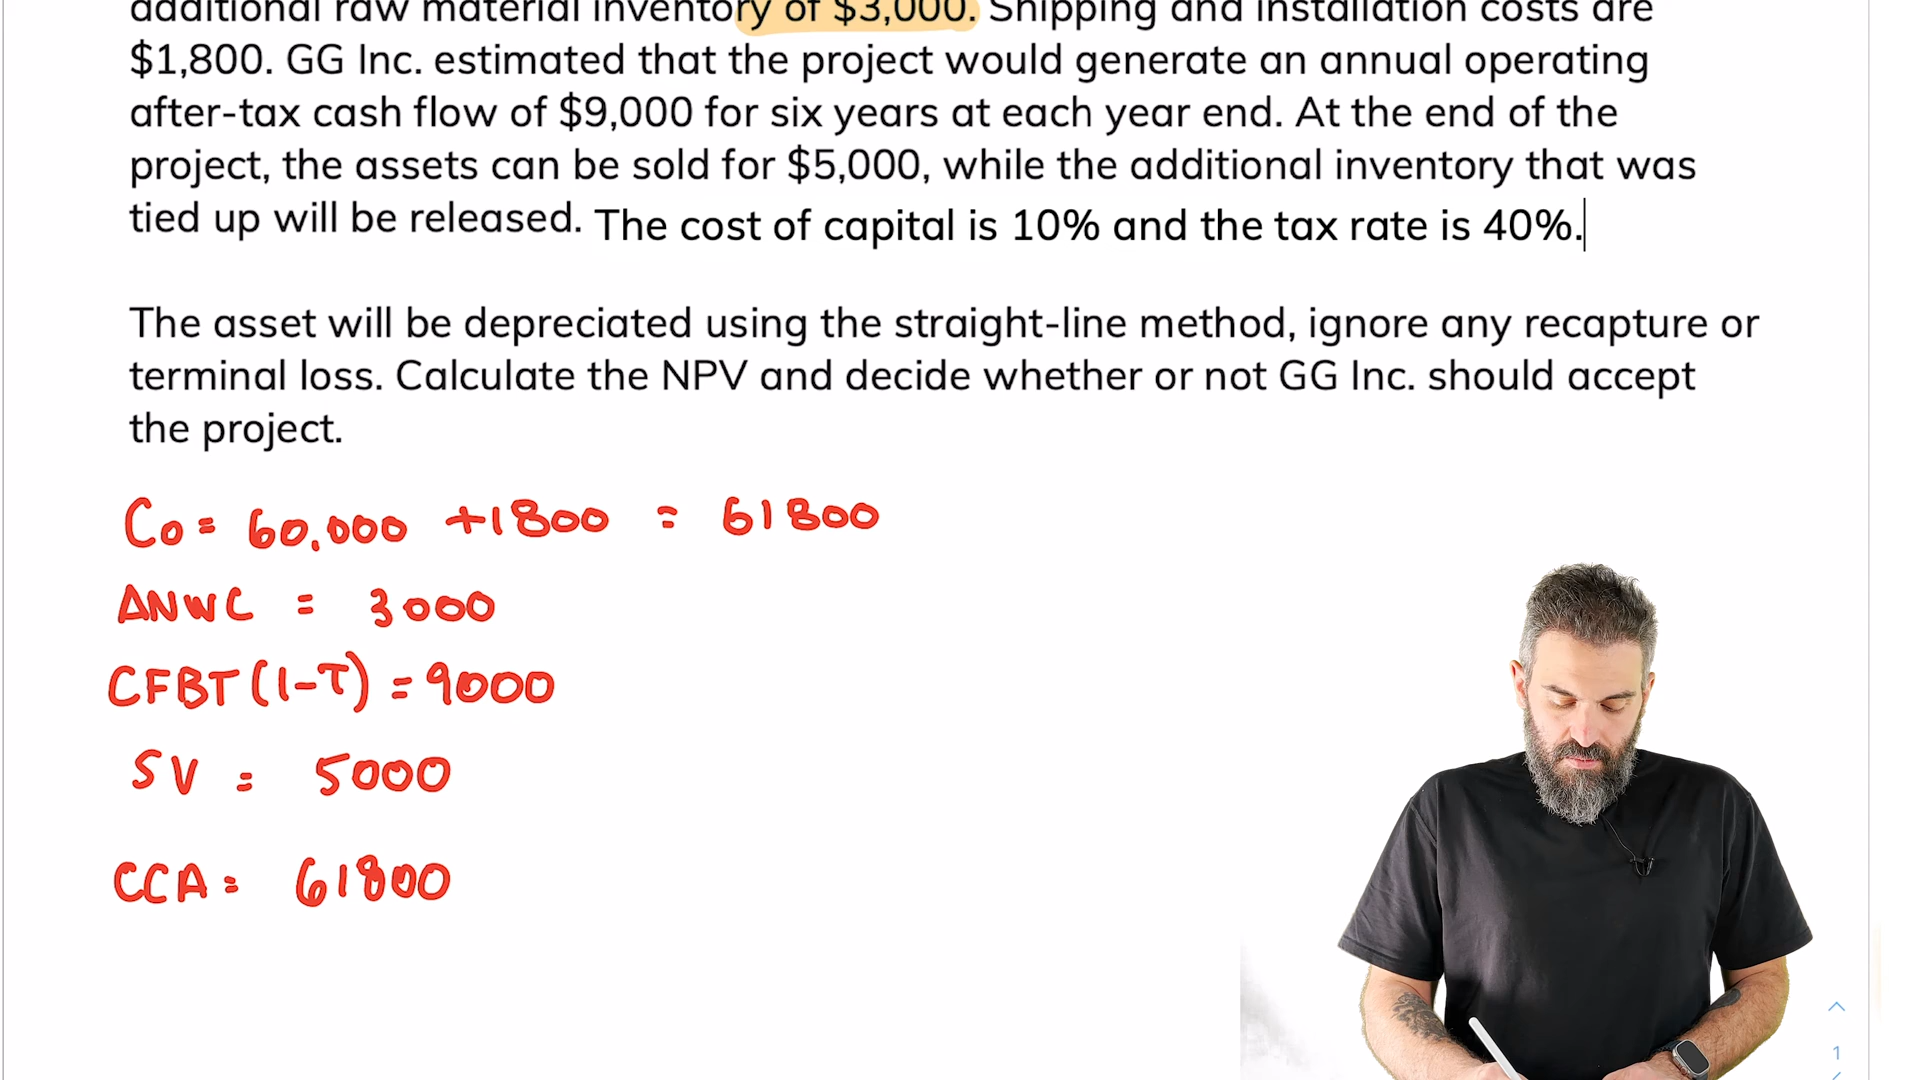 additional raw material inventory of $3,000. Shipping and installation costs are
$1,800. GG Inc. estimated that the project would generate an annual operating
after-tax cash flow of $9,000 for six years at each year end. At the end of the
project, the assets can be sold for $5,000, while the additional inventory that was
tied up will be released. The cost of capital is 10% and the tax rate is 40%.
The asset will be depreciated using the straight-line method, ignore any recapture or
terminal loss. Calculate the NPV and decide whether or not GG Inc. should accept
the project.
Co = 60,000 +1800 = 61800
ΔNWC = 3000
CFBT(1-T) = 9000
SV = 5000
CCA = 61800
1